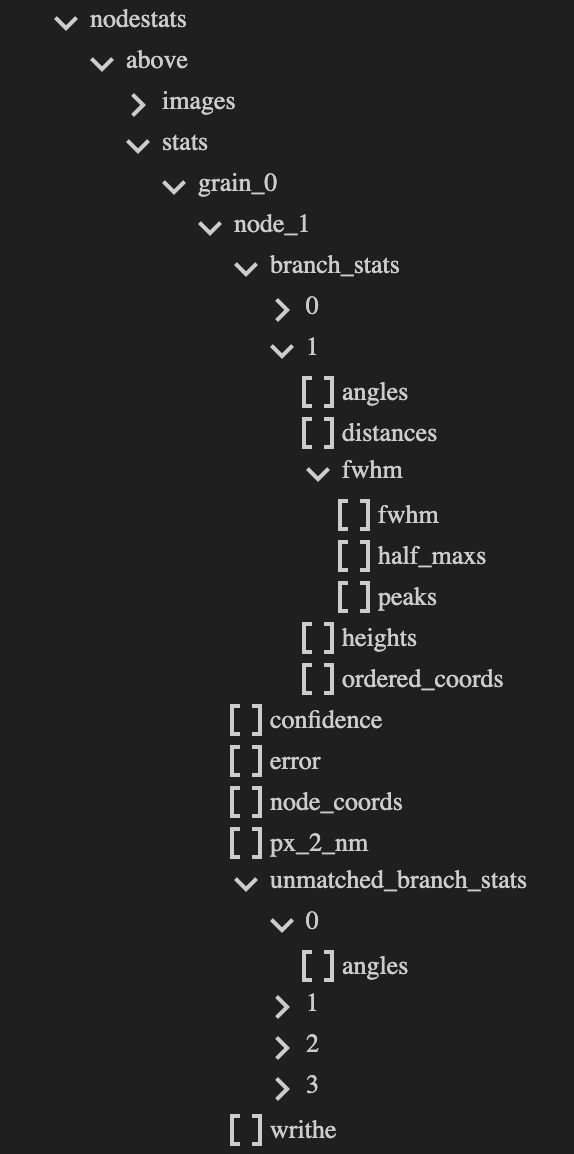 nodestats
above
images
stats
grain_0
node_1
branch_stats
0
1
[ ] angles
[ ] distances
fwhm
[ ] fwhm
[ ] half_maxs
[ ] peaks
[ ] heights
[ ] ordered_coords
[ ] confidence
[ ] error
[ ] node_coords
[ ] px_2_nm
unmatched_branch_stats
0
[ ] angles
1
2
3
[ ] writhe